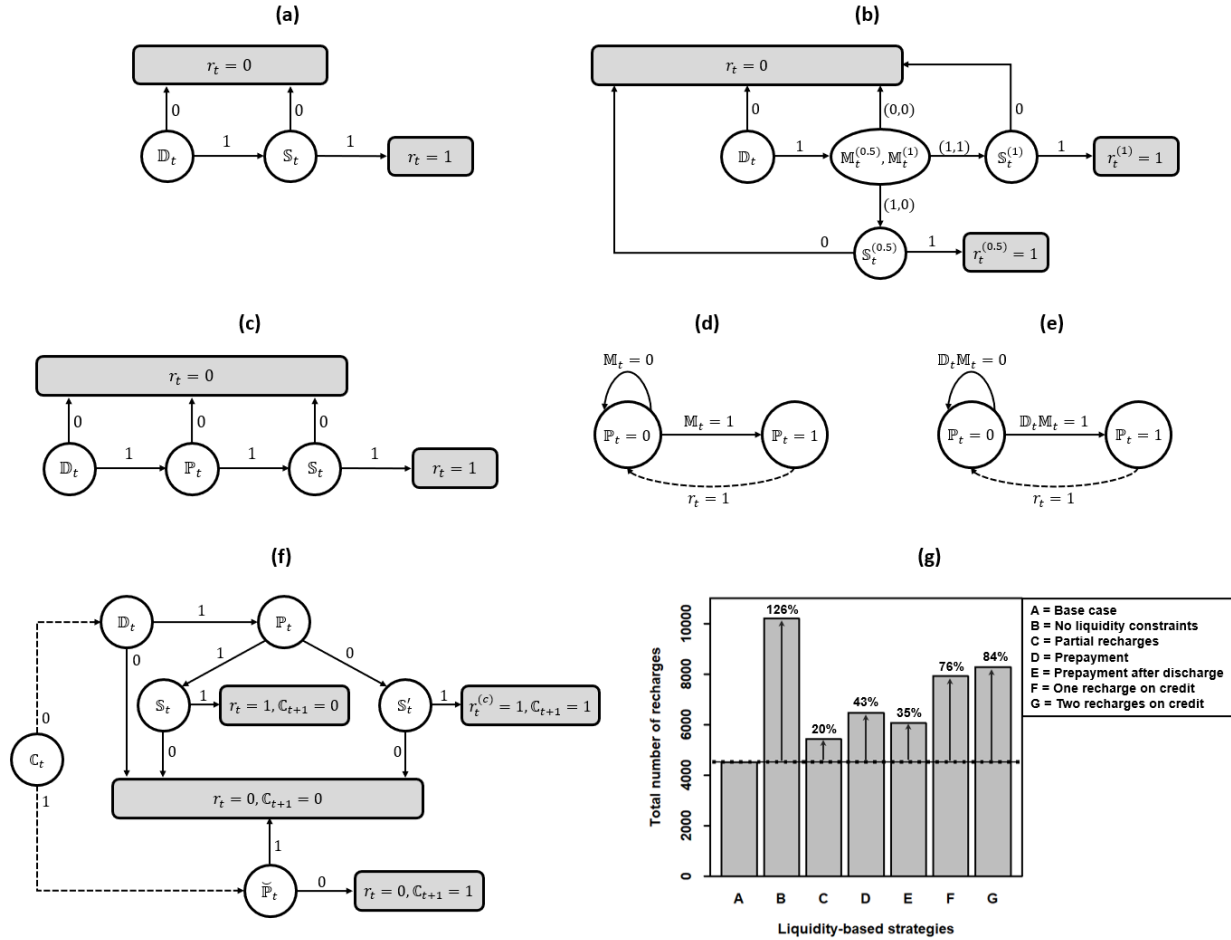 (a)
r_t = 0
0
0
𝔻_t
1
𝕊_t
1
r_t = 1
(b)
r_t = 0
0
(0,0)
0
𝔻_t
1
𝕄_t^(0.5), 𝕄_t^(1)
(1,1)
𝕊_t^(1)
1
r_t^(1) = 1
(1,0)
0
𝕊_t^(0.5)
1
r_t^(0.5) = 1
(c)
r_t = 0
0
0
0
𝔻_t
1
ℙ_t
1
𝕊_t
1
r_t = 1
(d)
𝕄_t = 0
ℙ_t = 0
𝕄_t = 1
ℙ_t = 1
r_t = 1
(e)
𝔻_t𝕄_t = 0
ℙ_t = 0
𝔻_t𝕄_t = 1
ℙ_t = 1
r_t = 1
(f)
𝔻_t
1
ℙ_t
0
1
0
𝕊_t
1
r_t = 1, ℂ_{t+1} = 0
𝕊′_t
1
r_t^(c) = 1, ℂ_{t+1} = 1
0
0
0
ℂ_t
1
r_t = 0, ℂ_{t+1} = 0
1
ℙ̆_t
0
r_t = 0, ℂ_{t+1} = 1
(g)
Total number of recharges
10000
8000
6000
4000
2000
0
126%
20%
43%
35%
76%
84%
A B C D E F G
Liquidity-based strategies
A = Base case
B = No liquidity constraints
C = Partial recharges
D = Prepayment
E = Prepayment after discharge
F = One recharge on credit
G = Two recharges on credit